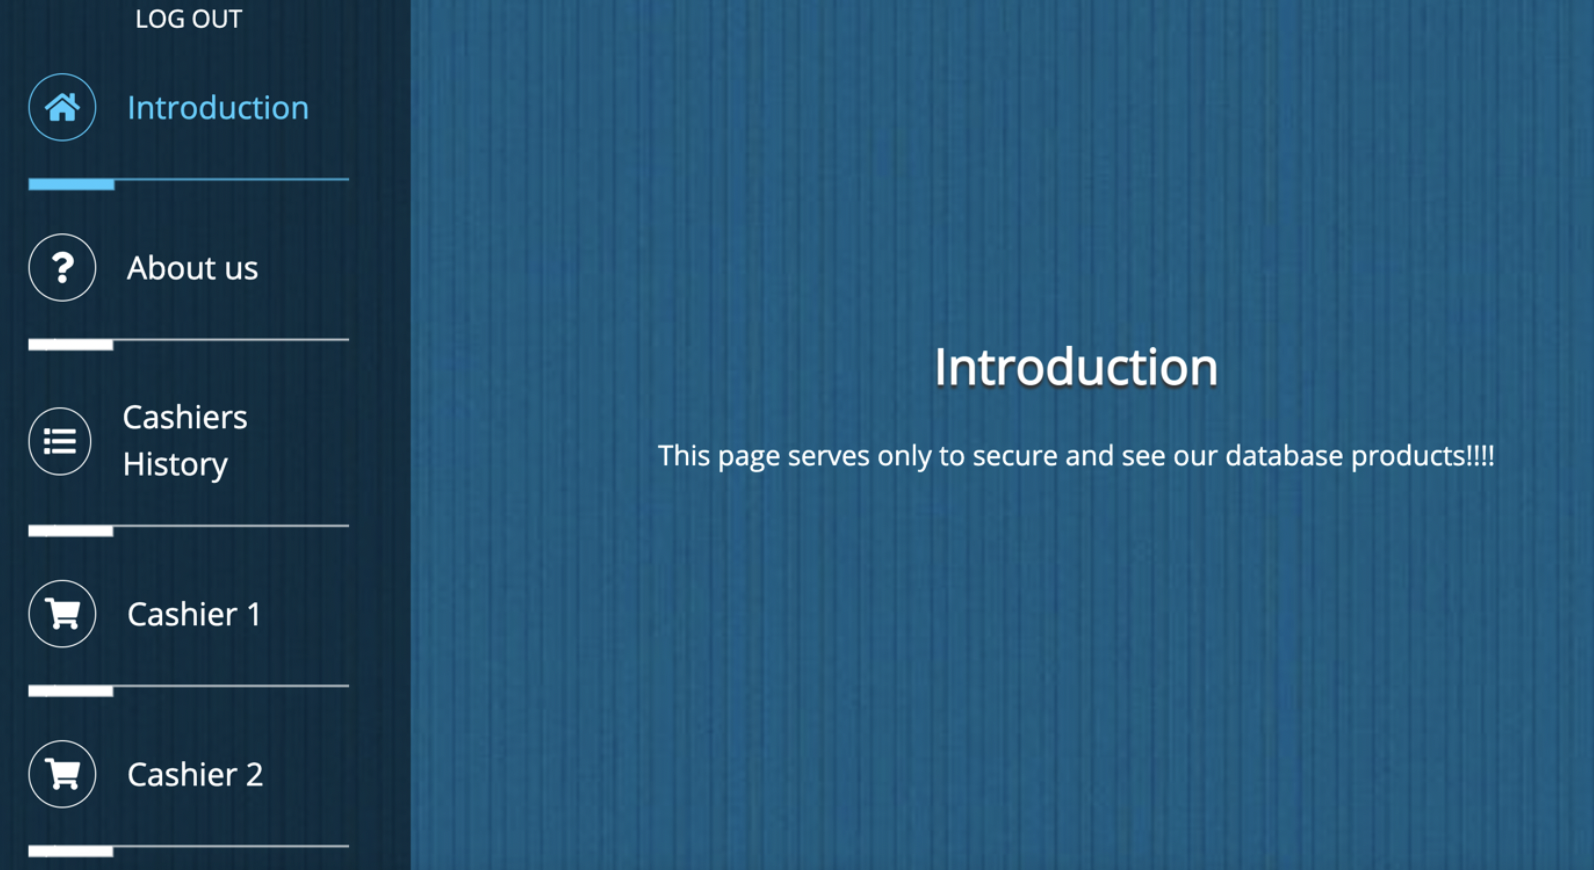 LOG OUT
Introduction
About us
Cashiers
History
Cashier 1
Cashier 2
Introduction
This page serves only to secure and see our database products!!!!